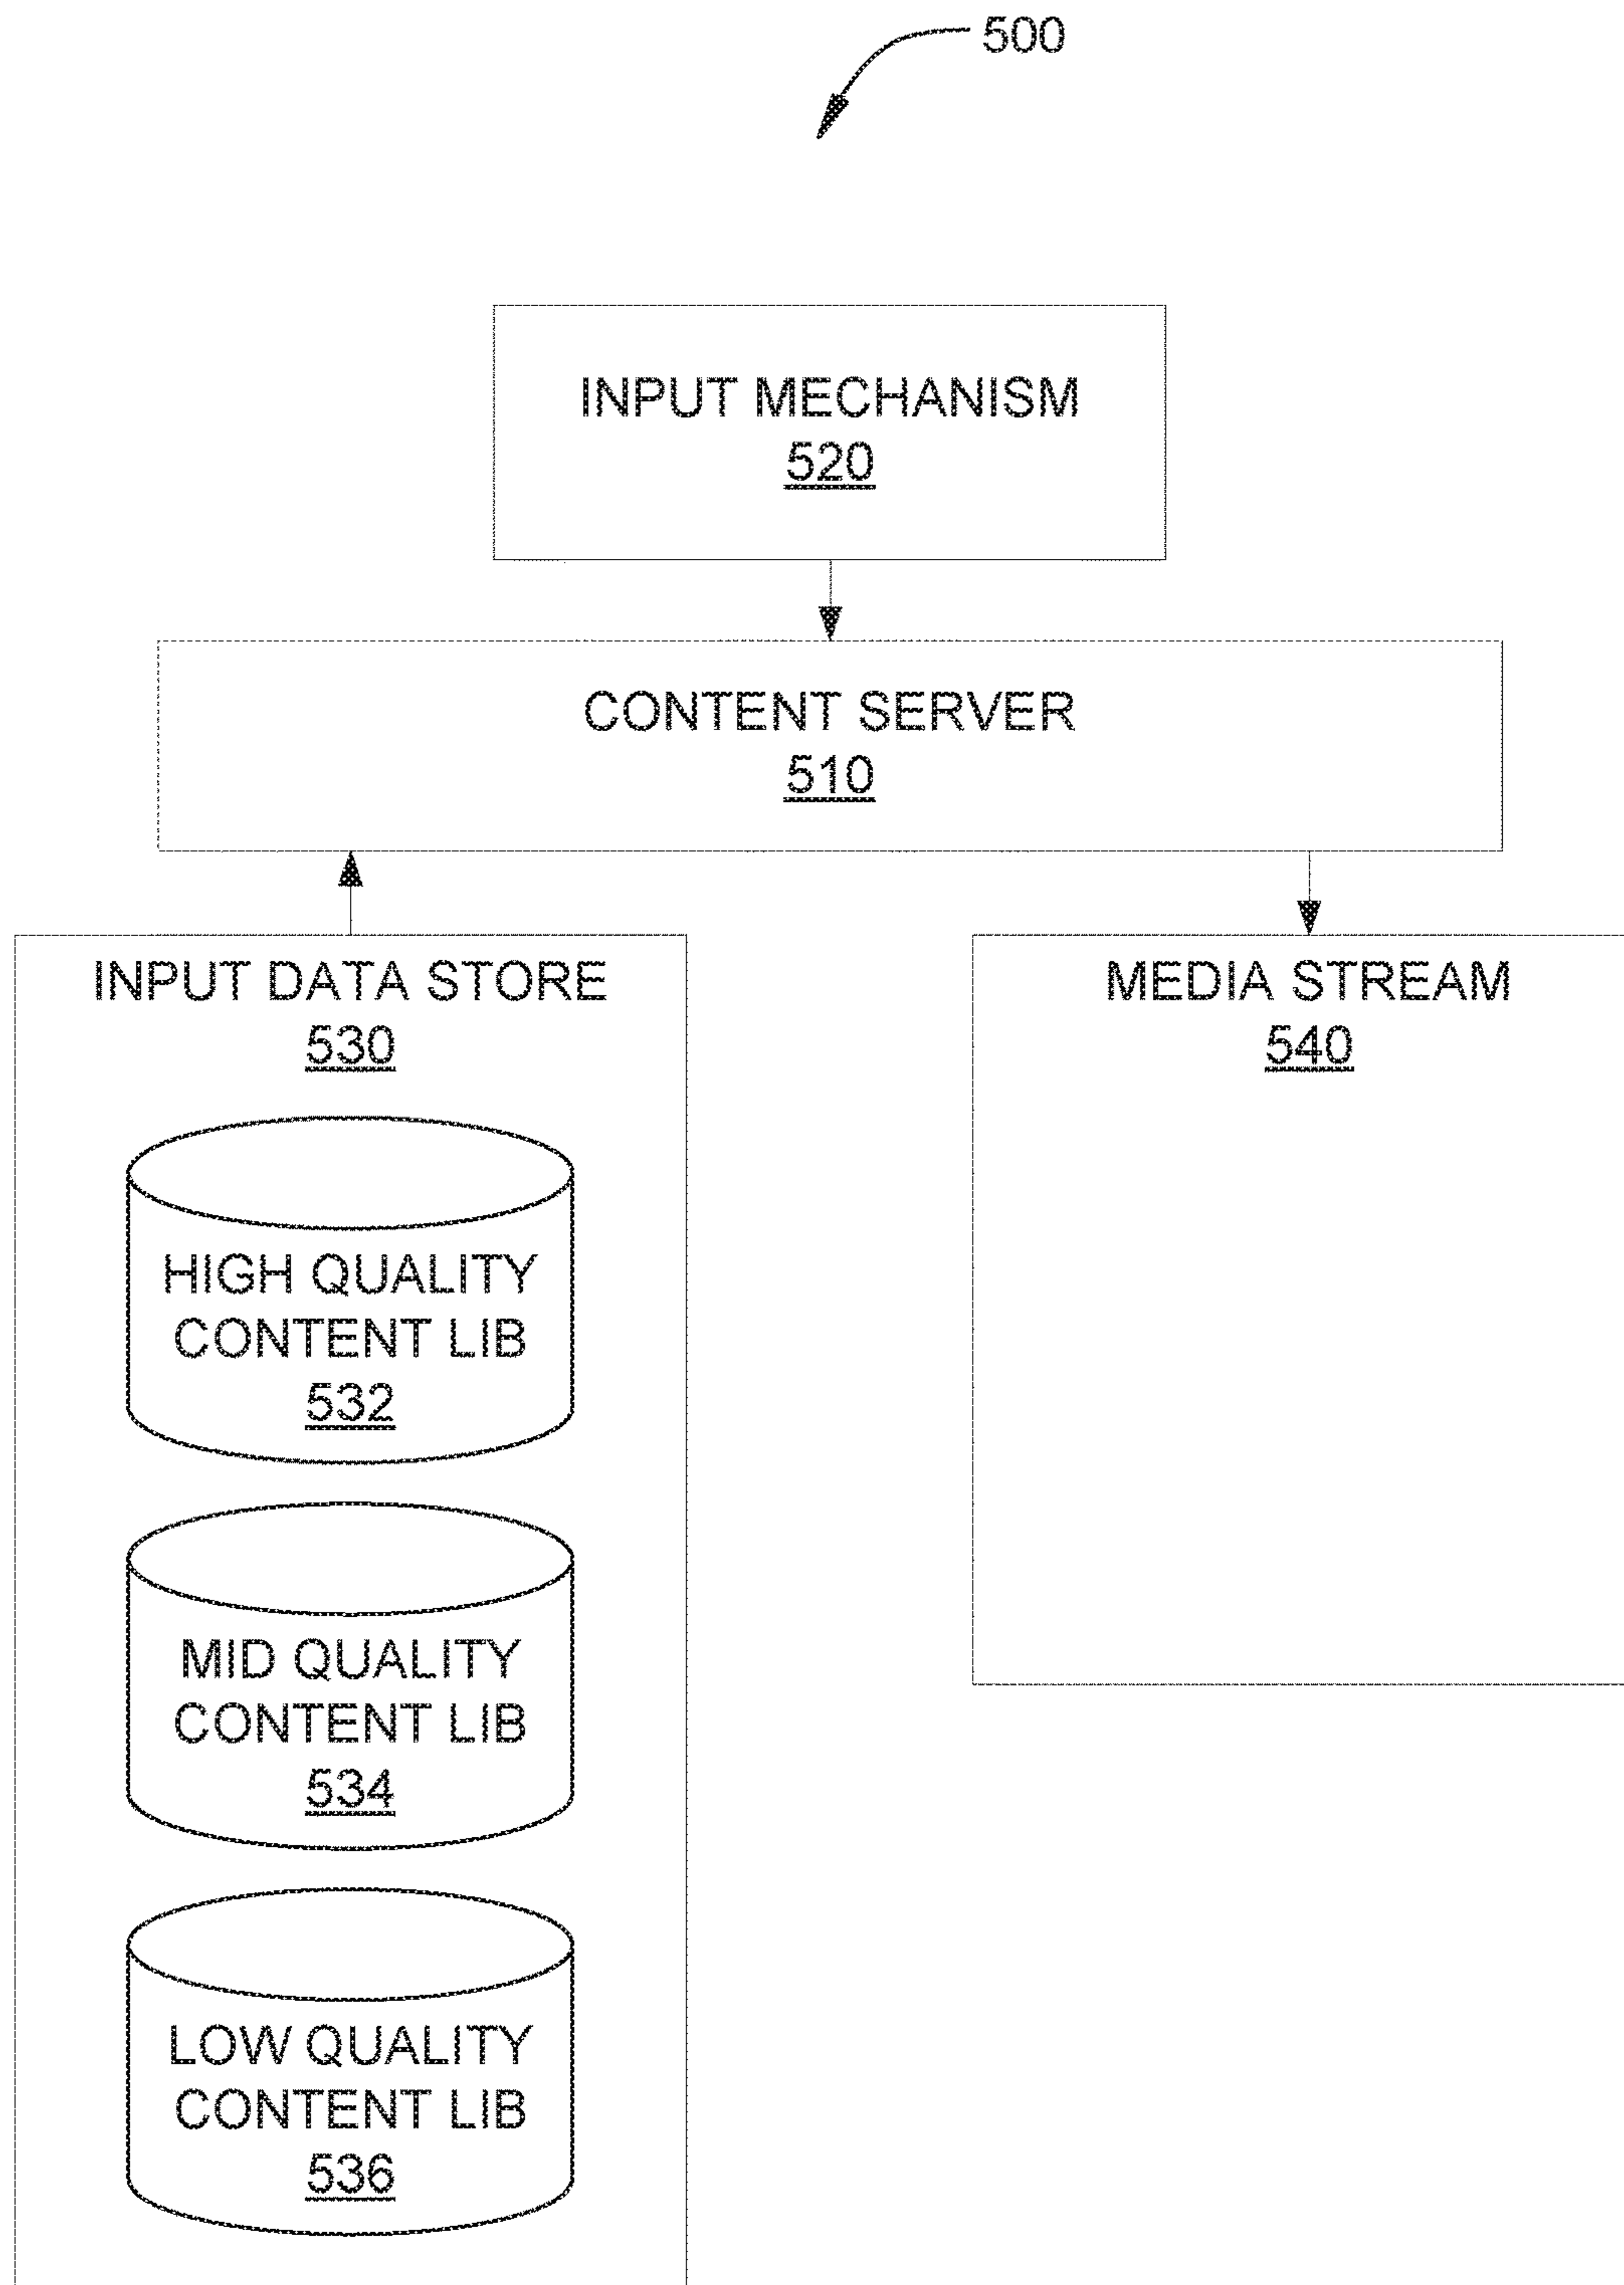 500
INPUT MECHANISM
520
CONTENT SERVER
510
INPUT DATA STORE
530
HIGH QUALITY
CONTENT LIB
532
MID QUALITY
CONTENT LIB
534
LOW QUALITY
CONTENT LIB
536
MEDIA STREAM
540